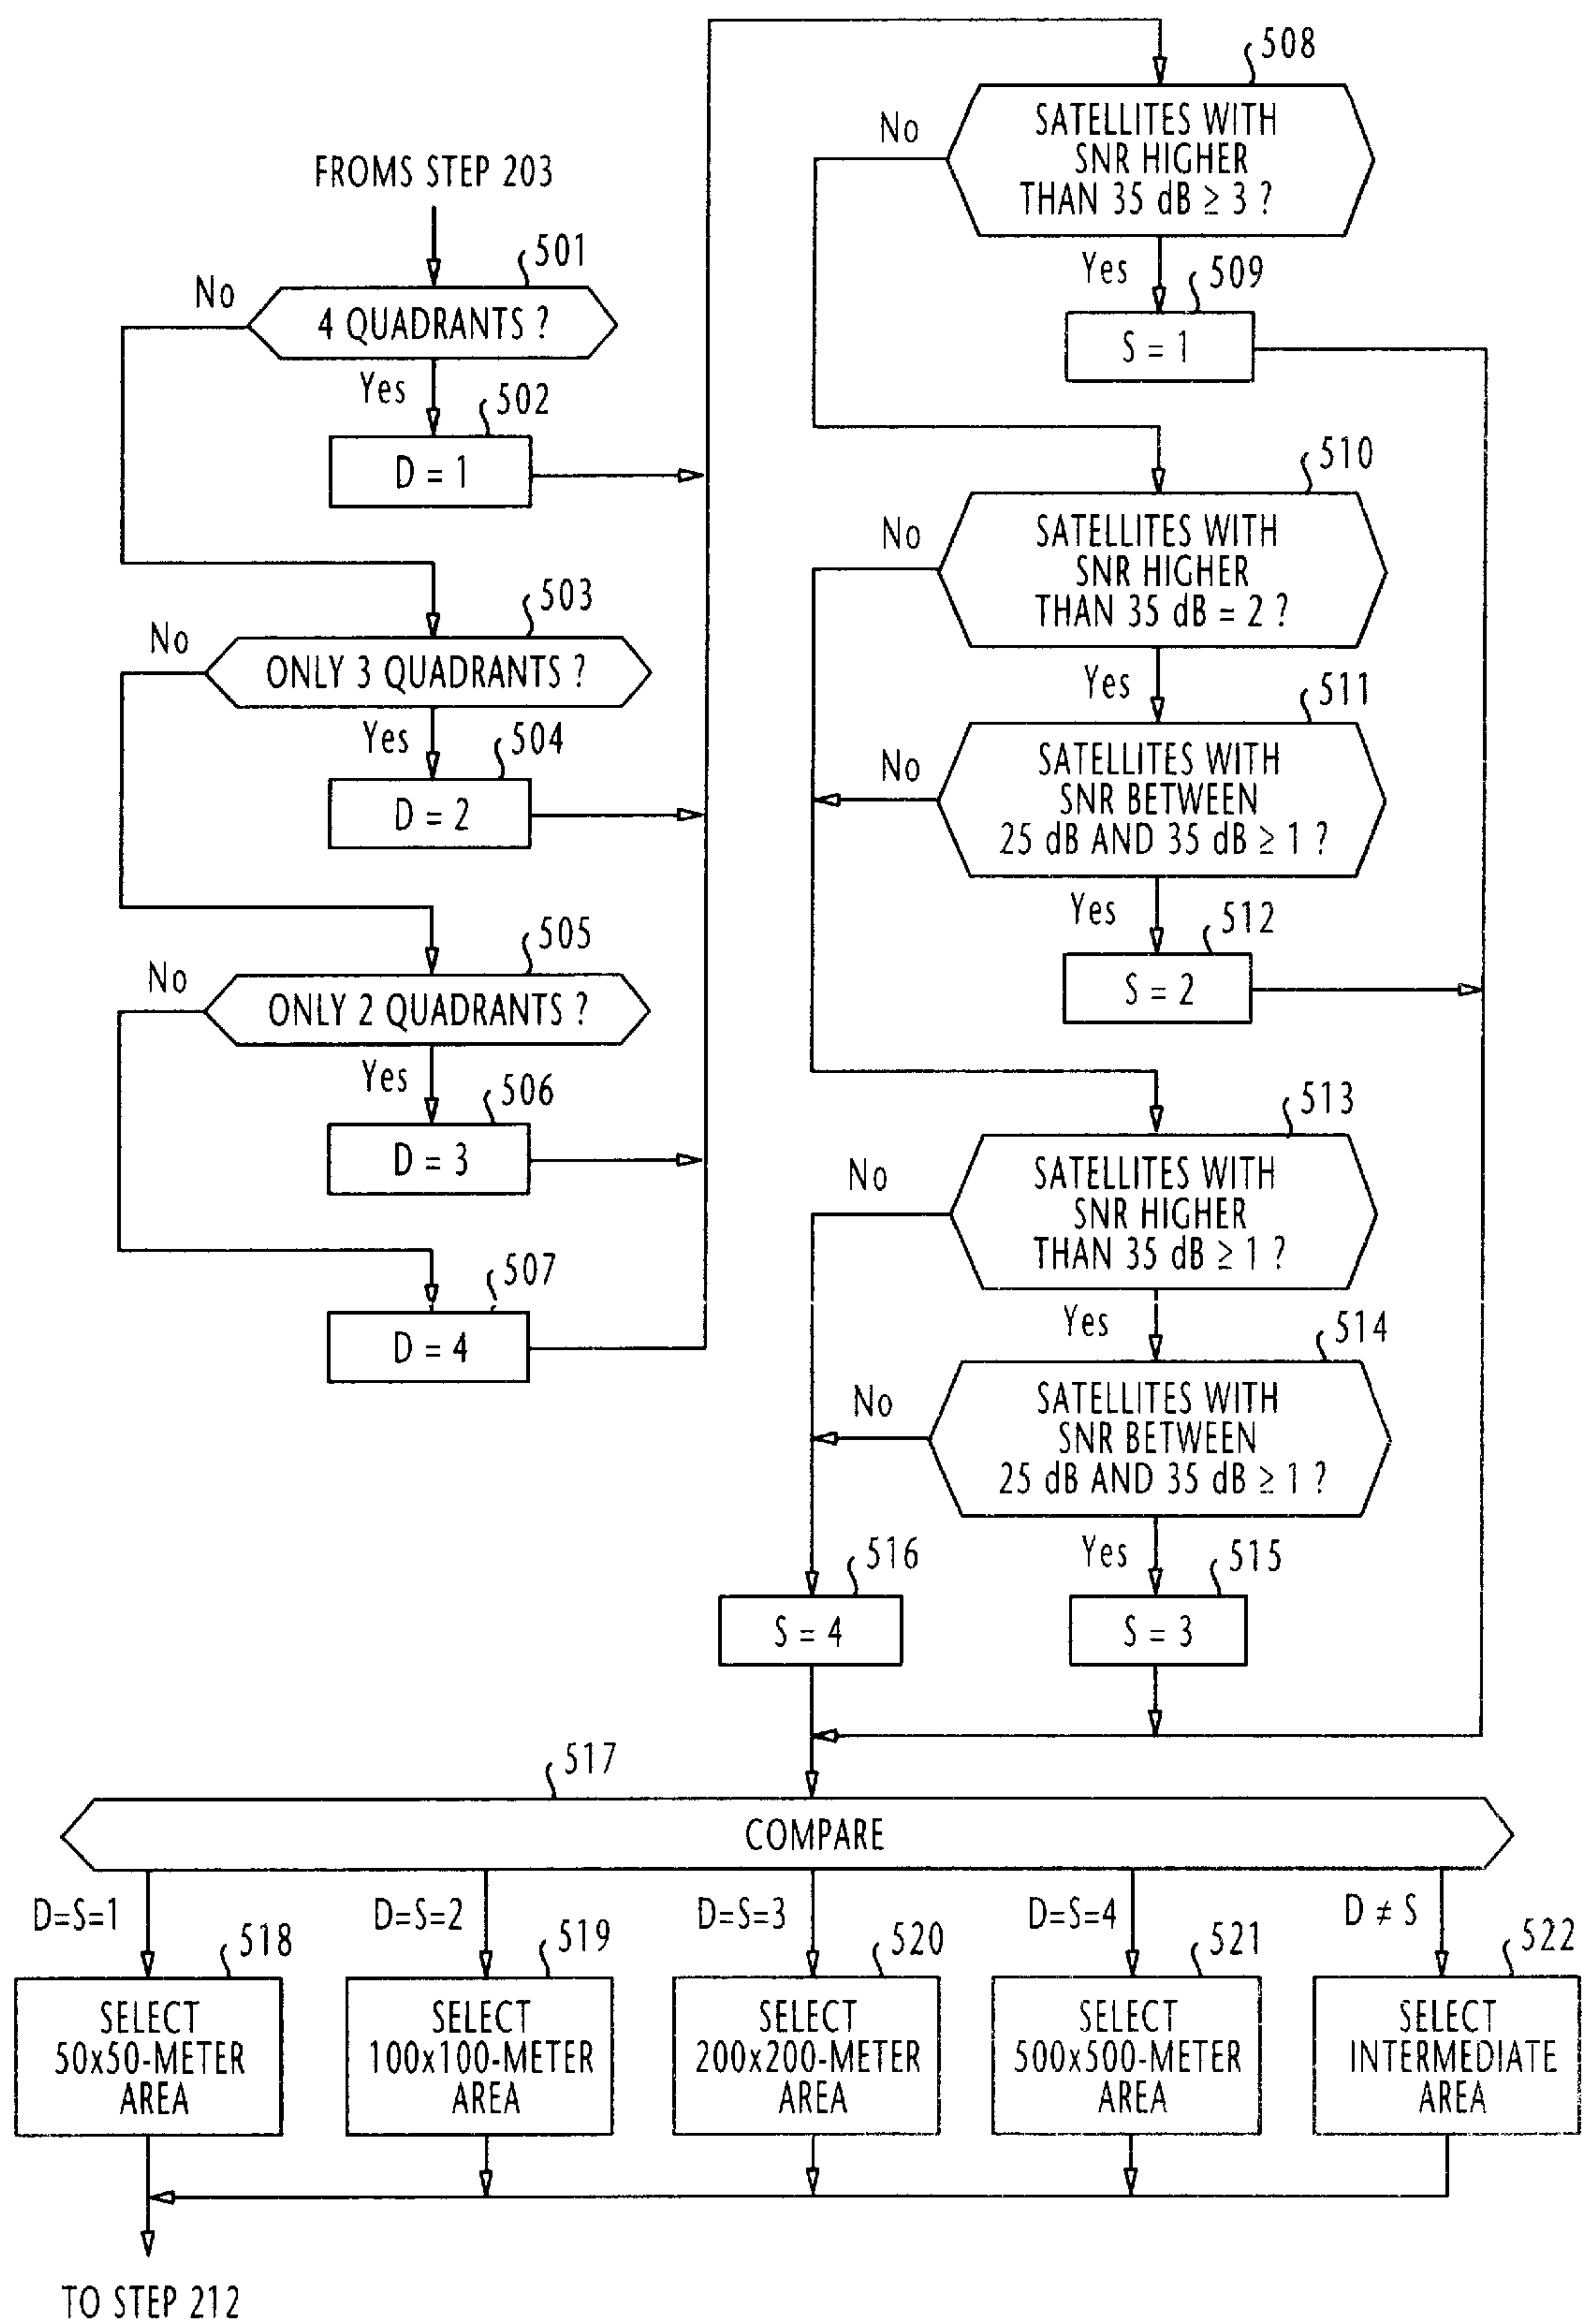 FROMS STEP 203
501
4 QUADRANTS ?
No
Yes
502
D = 1
503
ONLY 3 QUADRANTS ?
No
Yes
504
D = 2
505
ONLY 2 QUADRANTS ?
No
Yes
506
D = 3
507
D = 4
508
SATELLITES WITH
SNR HIGHER
THAN 35 dB ≥ 3 ?
No
Yes
509
S = 1
510
SATELLITES WITH
SNR HIGHER
THAN 35 dB = 2 ?
No
Yes
511
SATELLITES WITH
SNR BETWEEN
25 dB AND 35 dB ≥ 1 ?
No
Yes
512
S = 2
513
SATELLITES WITH
SNR HIGHER
THAN 35 dB ≥ 1 ?
No
Yes
514
SATELLITES WITH
SNR BETWEEN
25 dB AND 35 dB ≥ 1 ?
No
Yes
516
S = 4
515
S = 3
517
COMPARE
D=S=1
518
SELECT
50x50-METER
AREA
D=S=2
519
SELECT
100x100-METER
AREA
D=S=3
520
SELECT
200x200-METER
AREA
D=S=4
521
SELECT
500x500-METER
AREA
D ≠ S
522
SELECT
INTERMEDIATE
AREA
TO STEP 212